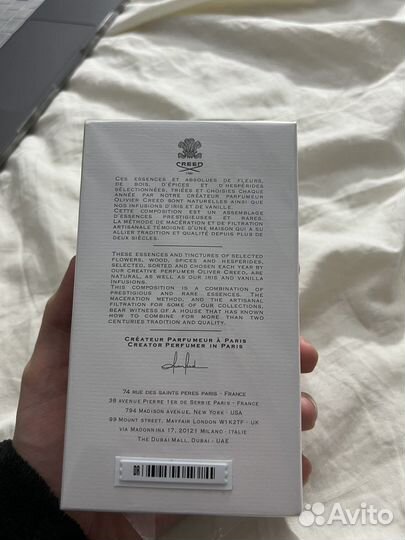 CREED
1760
Ces essences et absolues de fleurs,
de bois, d'épices et d'hespérides
sélectionnées, triées et choisies chaque
année par notre créateur parfumeur
Olivier Creed sont naturelles ainsi que
nos infusions d'iris et de vanille.
Cette composition est un assemblage
d'essences prestigieuses et rares.
La méthode de macération et de filtration
artisanale témoigne d'une maison qui a su
allier tradition et qualité depuis plus de
deux siècles.
These essences and tinctures of selected
flowers, wood, spices and hesperides,
selected, sorted and chosen each year by
our creative perfumer Olivier Creed, are
natural as well as our iris and vanilla
infusions.
This composition is a combination of
prestigious and rare essences. The
maceration method, and the artisanal
filtration for some of our collections,
bear witness of a house that has known
how to combine for more than two
centuries tradition and quality.
Créateur Parfumeur à Paris
Creator Perfumer in Paris
74 rue des Saints Peres Paris - France
38 avenue Pierre 1er de Serbie Paris - France
794 Madison Avenue, New York - USA
99 Mount Street, Mayfair London W1K2TF - UK
via Madonnina 17, 20121 Milano - Italie
The Dubai Mall, Dubai - UAE
Avito